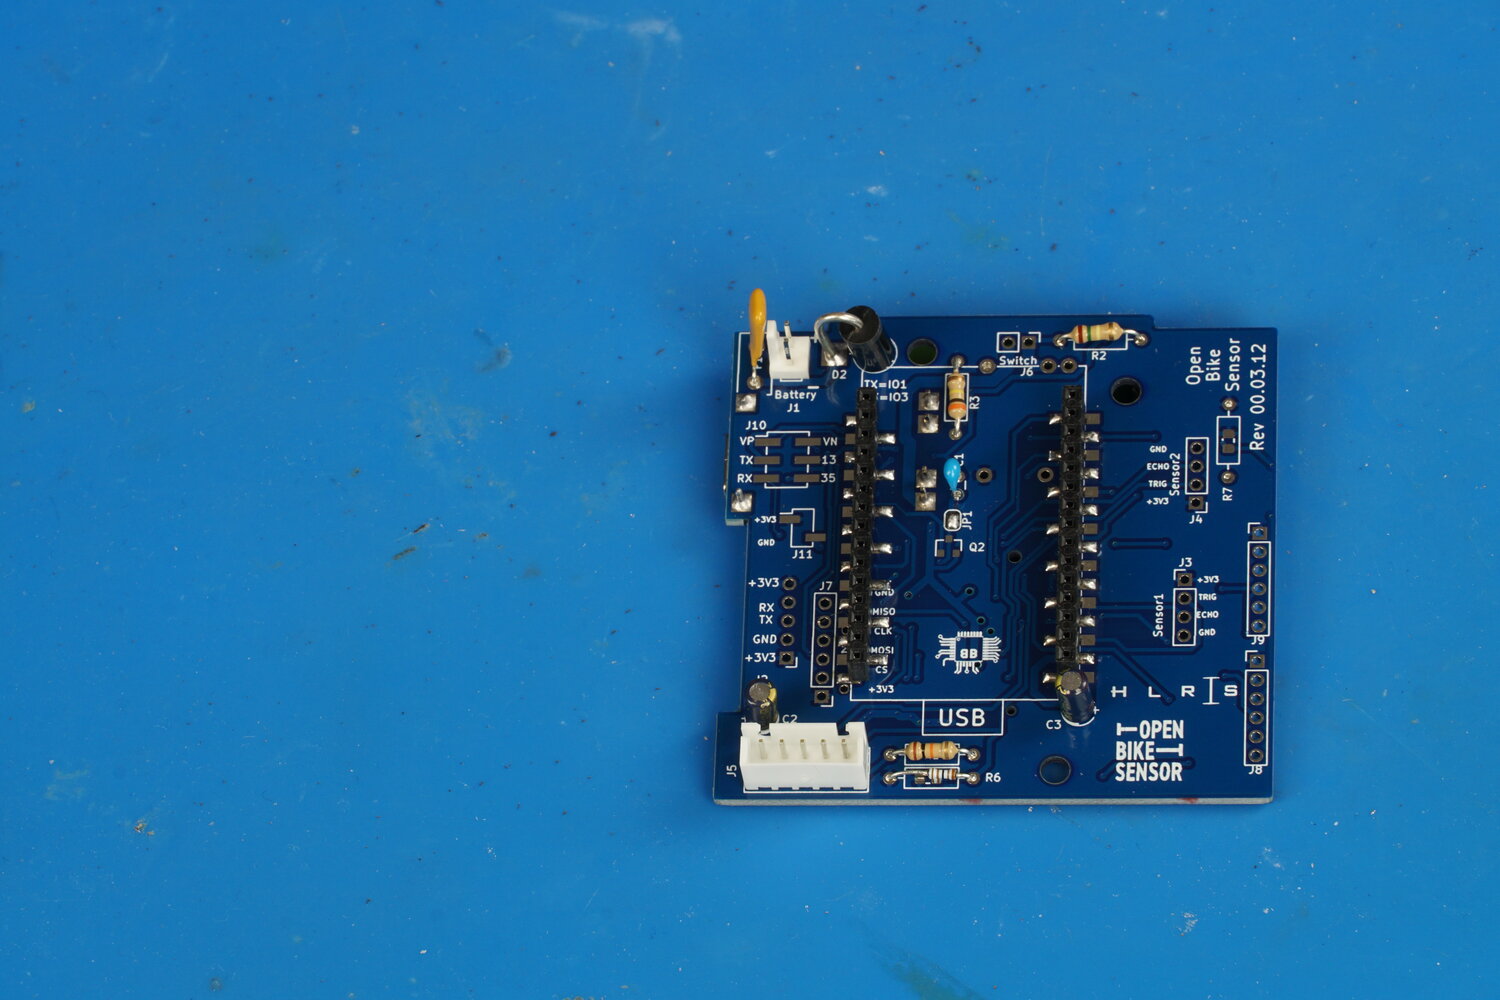 Battery
J1
D2
TX=IO1
=IO3
Switch
J6
R2
Open
Bike
Sensor
Rev 00.03.12
R3
J10
VP
VN
TX
13
RX
35
+3V3
GND
J11
JP1
Q2
GND
ECHO
TRIG
+3V3
Sensor2
J4
R7
+3V3
RX
TX
GND
+3V3
J7
GND
MISO
CLK
MOSI
CS
+3V3
J3
+3V3
TRIG
ECHO
GND
Sensor1
J9
HLRIS
C2
USB
C3
+
OPEN
BIKE
SENSOR
J8
J5
R6